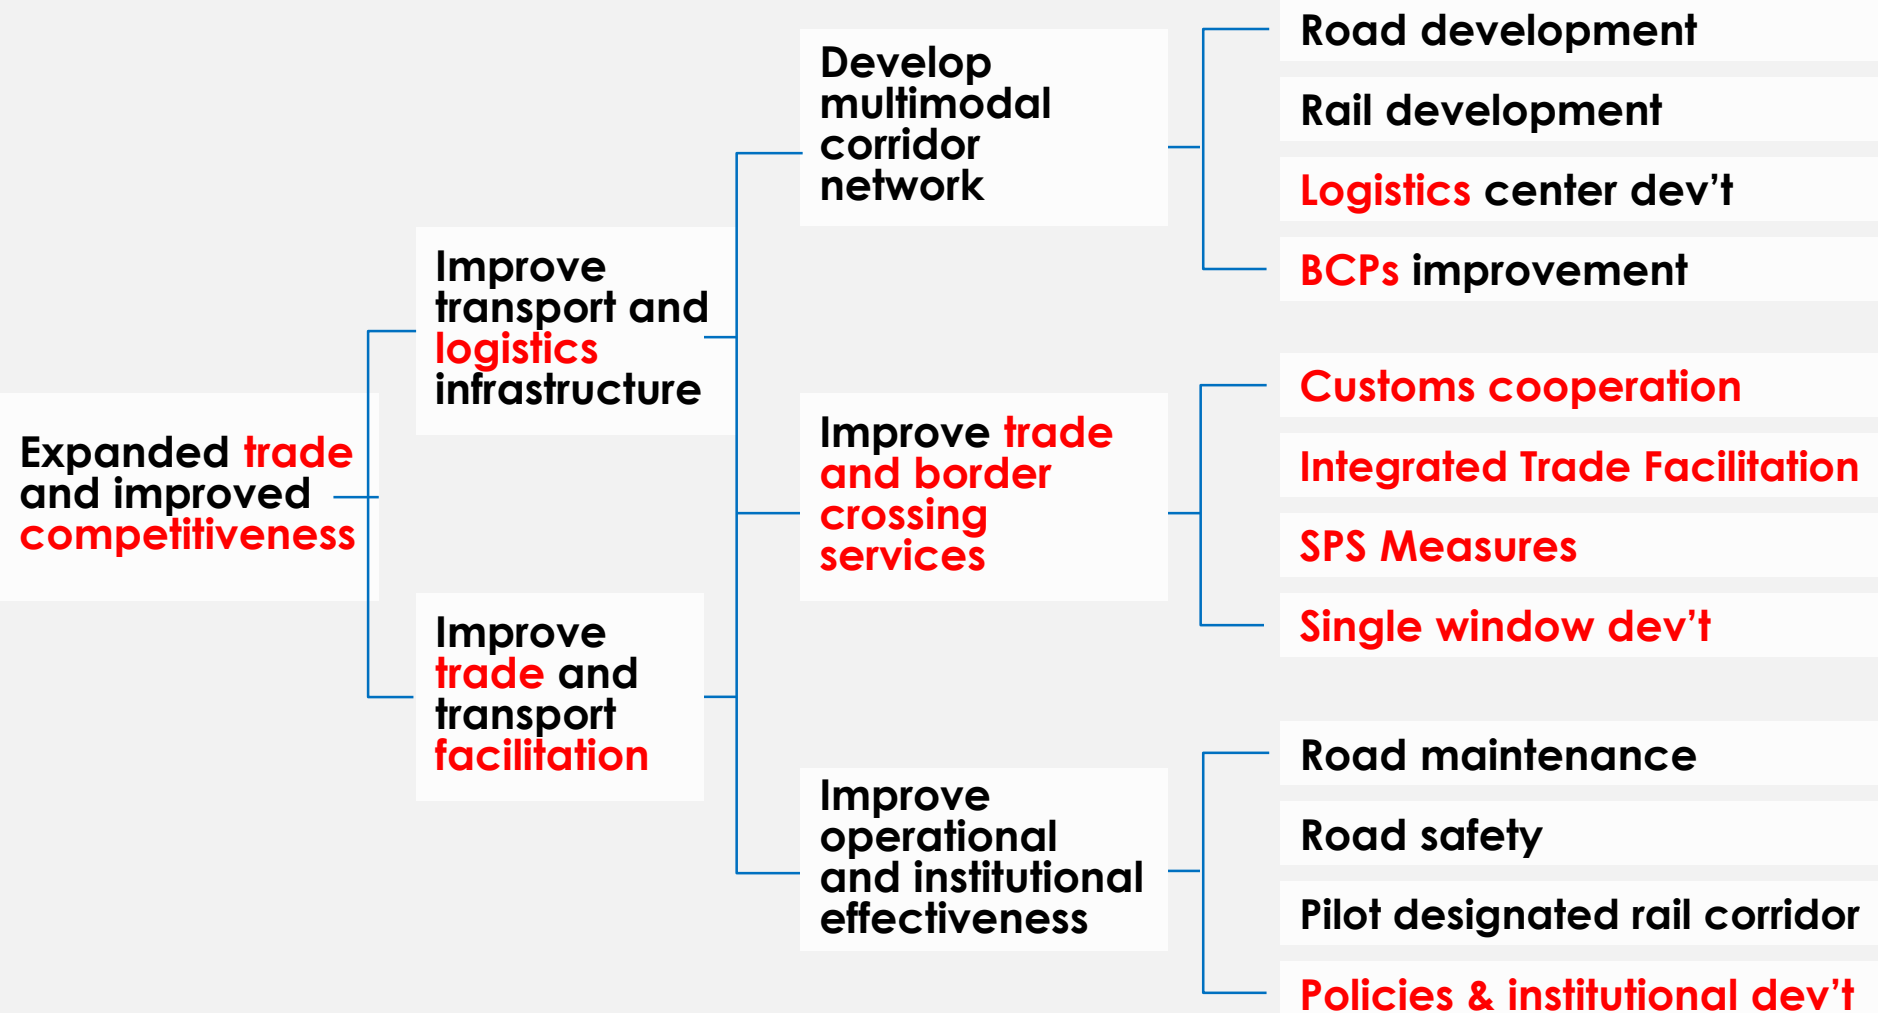 Expanded trade
and improved
competitiveness
Improve
transport and
logistics
infrastructure
Improve
trade and
transport
facilitation
Develop
multimodal
corridor
network
Improve trade
and border
crossing
services
Improve
operational
and institutional
effectiveness
Road development
Rail development
Logistics center dev’t
BCPs improvement
Customs cooperation
Integrated Trade Facilitation
SPS Measures
Single window dev’t
Road maintenance
Road safety
Pilot designated rail corridor
Policies & institutional dev’t